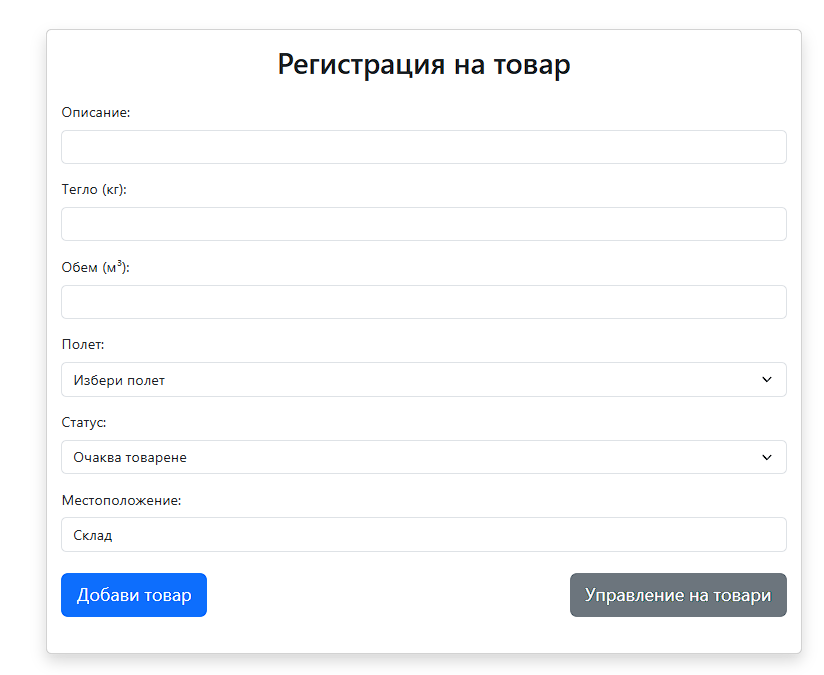 Регистрация на товар
Описание:
Тегло (кг):
Обем (м³):
Полет:
Избери полет
Статус:
Очаква товарене
Местоположение:
Склад
Добави товар
Управление на товари